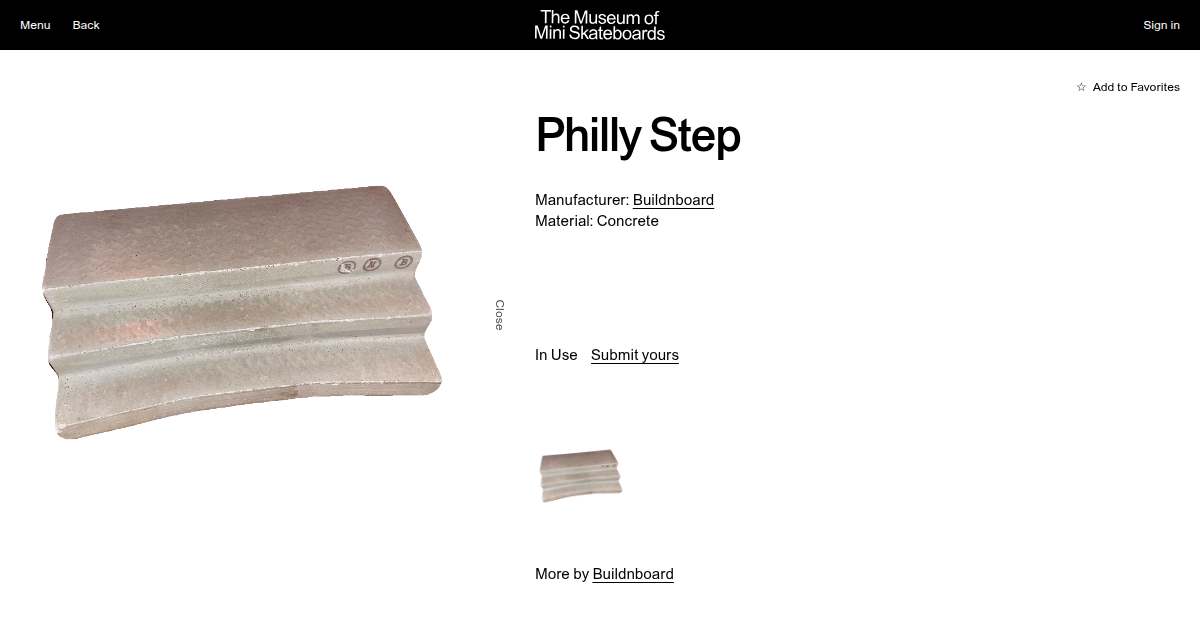 Menu
Back
The Museum of
Mini Skateboards
Sign in
☆ Add to Favorites
Philly Step
Manufacturer: Buildnboard
Material: Concrete
Close
In Use Submit yours
More by Buildnboard